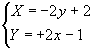 X = −2y + 2
Y = +2x − 1